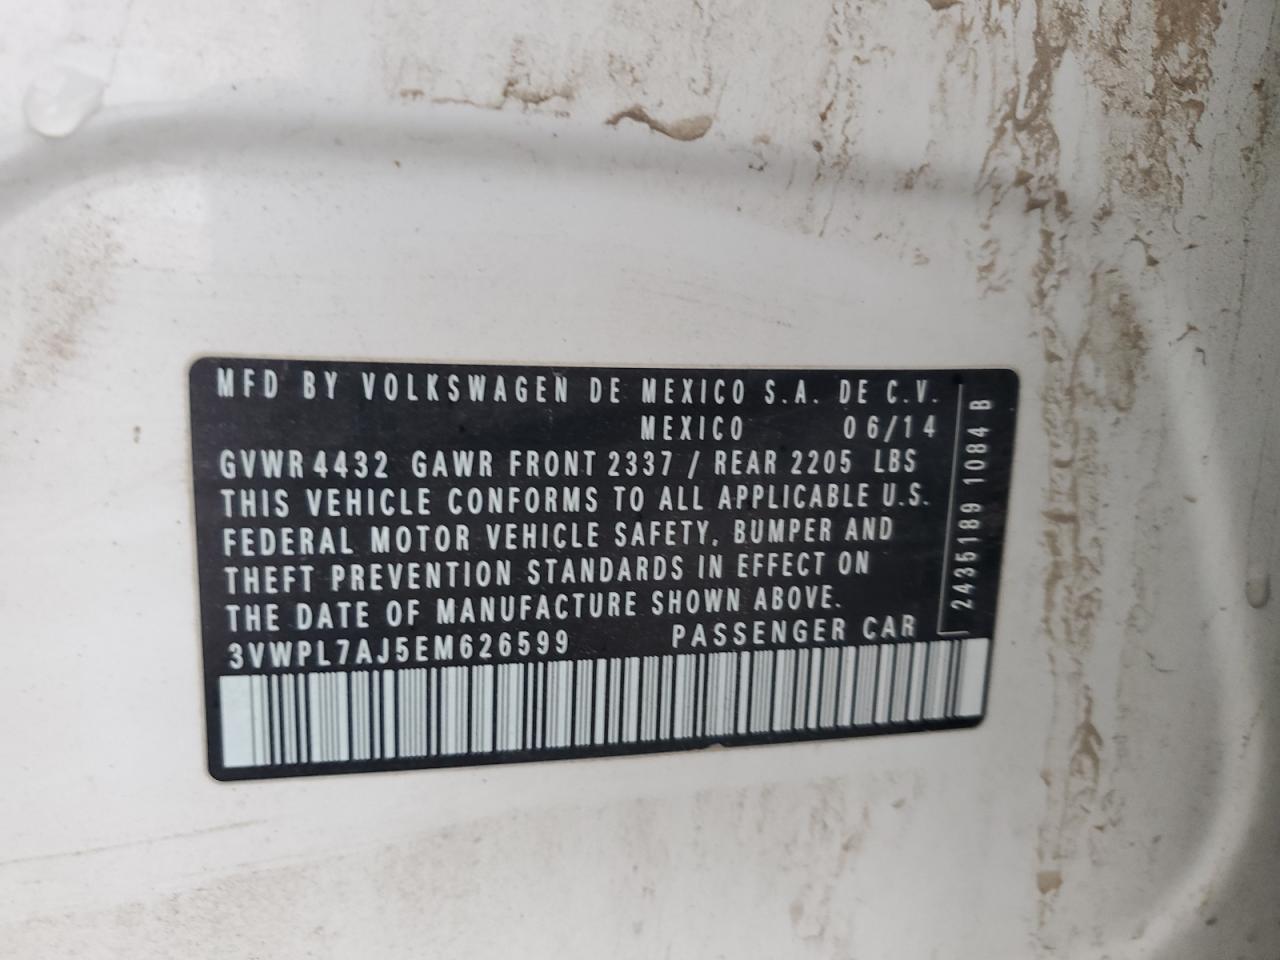 MFD BY VOLKSWAGEN DE MEXICO S.A. DE C.V.
MEXICO 06/14
GVWR 4432 GAWR FRONT 2337 / REAR 2205 LBS
THIS VEHICLE CONFORMS TO ALL APPLICABLE U.S.
FEDERAL MOTOR VEHICLE SAFETY, BUMPER AND
THEFT PREVENTION STANDARDS IN EFFECT ON
THE DATE OF MANUFACTURE SHOWN ABOVE.
3VWPL7AJ5EM626599 PASSENGER CAR
2435189 1084 B